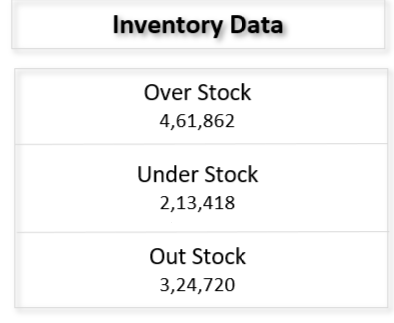 Inventory Data
Over Stock
4,61,862
Under Stock
2,13,418
Out Stock
3,24,720